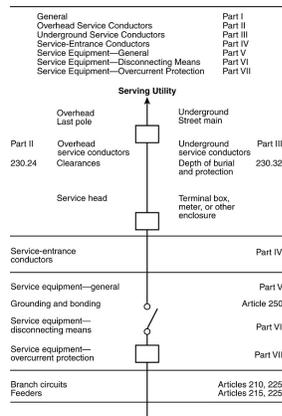 General Part I
Overhead Service Conductors Part II
Underground Service Conductors Part III
Service-Entrance Conductors Part IV
Service Equipment—General Part V
Service Equipment—Disconnecting Means Part VI
Service Equipment—Overcurrent Protection Part VII
Serving Utility
Overhead Underground
Last pole Street main
Part II Overhead Underground Part III
service conductors service conductors
230.24 Clearances Depth of burial 230.32
and protection
Service head Terminal box,
meter, or other
enclosure
Service-entrance
conductors Part IV
Service equipment—general Part V
Grounding and bonding Article 250
Service equipment—
disconnecting means Part VI
Service equipment—
overcurrent protection Part VII
Branch circuits Articles 210, 225
Feeders Articles 215, 225